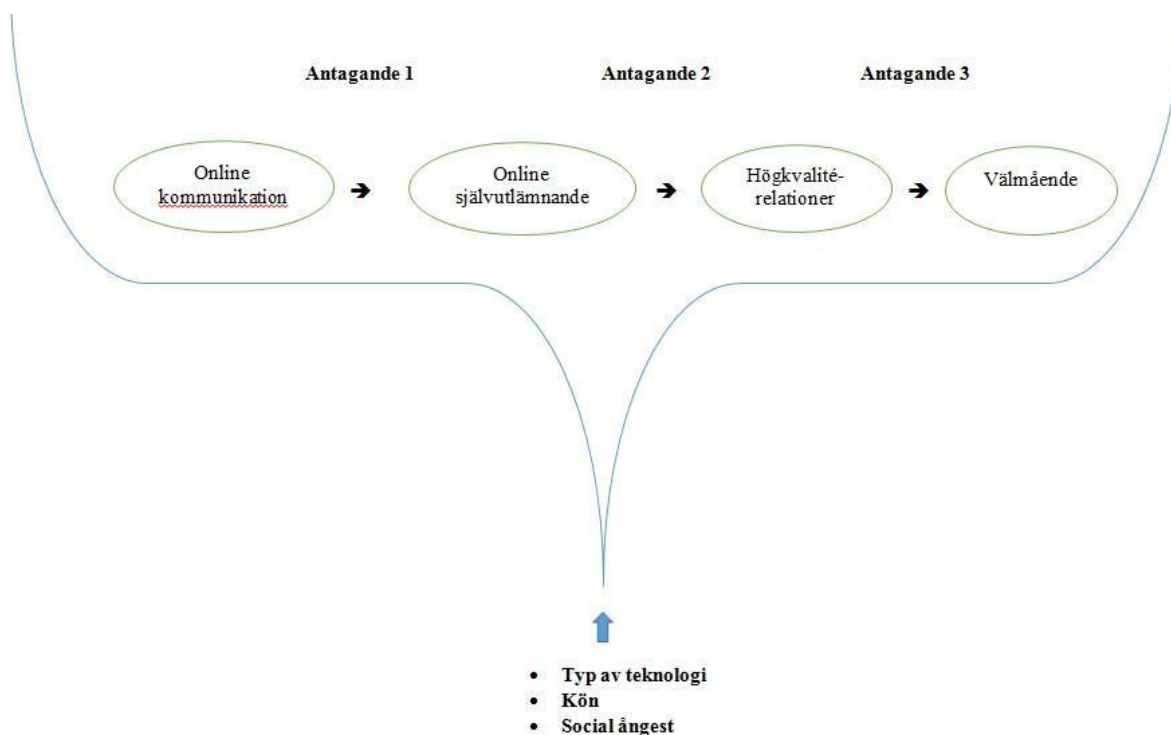 Antagande 1
Antagande 2
Antagande 3
Online
kommunikation
Online
självutlämnande
Högkvalité-
relationer
Välmående
• Typ av teknologi
• Kön
• Social ångest